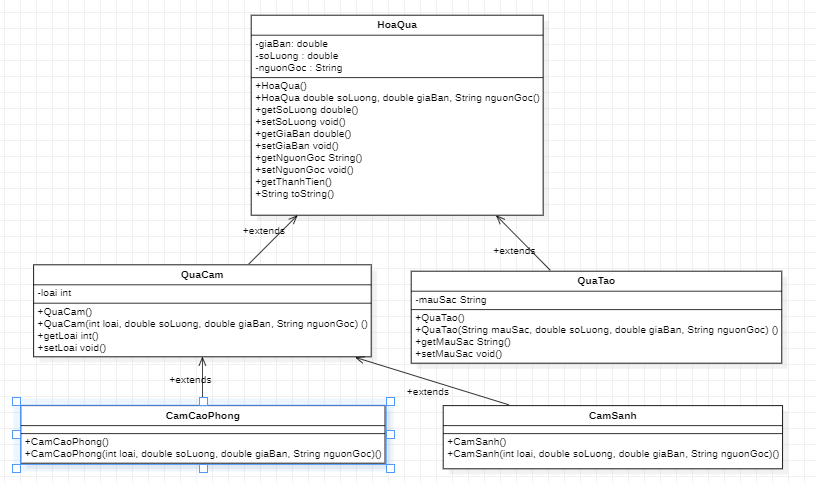 HoaQua
-giaBan: double
-soLuong : double
-nguonGoc : String
+HoaQua()
+HoaQua double soLuong, double giaBan, String nguonGoc()
+getSoLuong double()
+setSoLuong void()
+getGiaBan double()
+setGiaBan void()
+getNguonGoc String()
+setNguonGoc void()
+getThanhTien()
+String toString()
+extends
+extends
QuaCam
-loai int
+QuaCam()
+QuaCam(int loai, double soLuong, double giaBan, String nguonGoc) ()
+getLoai int()
+setLoai void()
QuaTao
-mauSac String
+QuaTao()
+QuaTao(String mauSac, double soLuong, double giaBan, String nguonGoc) ()
+getMauSac String()
+setMauSac void()
+extends
+extends
CamCaoPhong
+CamCaoPhong()
+CamCaoPhong(int loai, double soLuong, double giaBan, String nguonGoc)()
CamSanh
+CamSanh()
+CamSanh(int loai, double soLuong, double giaBan, String nguonGoc)()